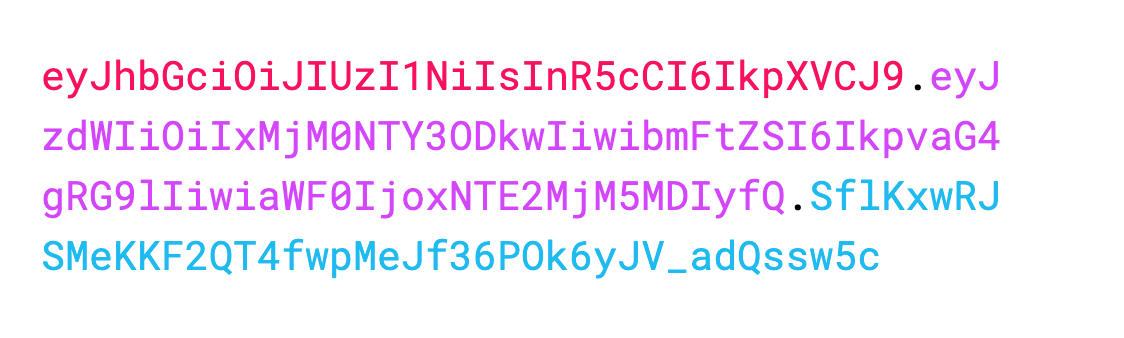 eyJhbGciOiJIUzI1NiIsInR5cCI6IkpXVCJ9.eyJ
zdWIiOiIxMjM0NTY3ODkwIiwibmFtZSI6IkpvaG4
gRG9lIiwiaWF0IjoxNTE2MjM5MDIyfQ.SflKxwRJ
SMeKKF2QT4fwpMeJf36POk6yJV_adQssw5c